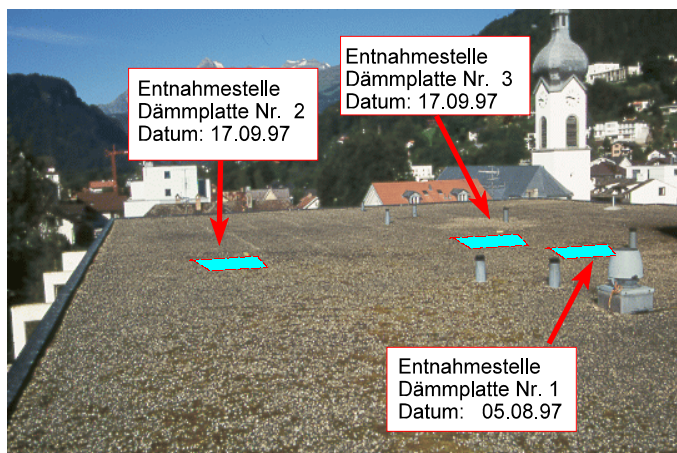 Entnahmestelle
Dämmplatte Nr. 2
Datum: 17.09.97
Entnahmestelle
Dämmplatte Nr. 3
Datum: 17.09.97
Entnahmestelle
Dämmplatte Nr. 1
Datum: 05.08.97